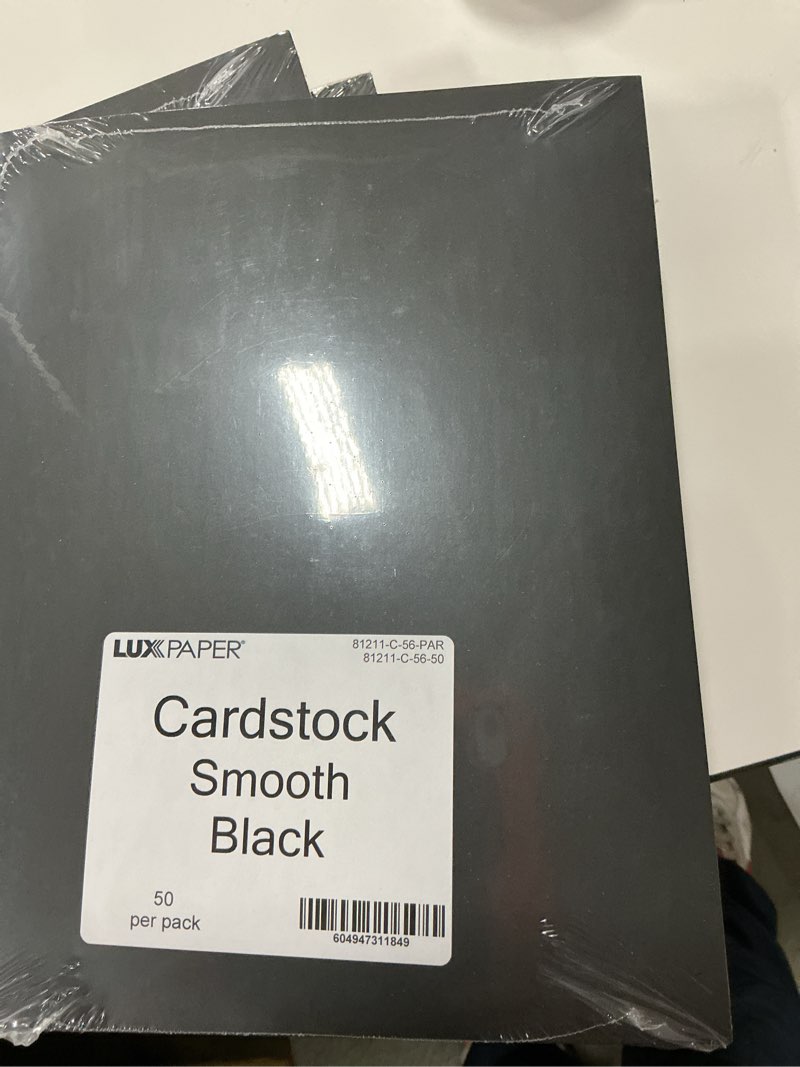 LUXPAPER®
81211-C-56-PAR
81211-C-56-50
Cardstock
Smooth
Black
50
per pack
604947311849